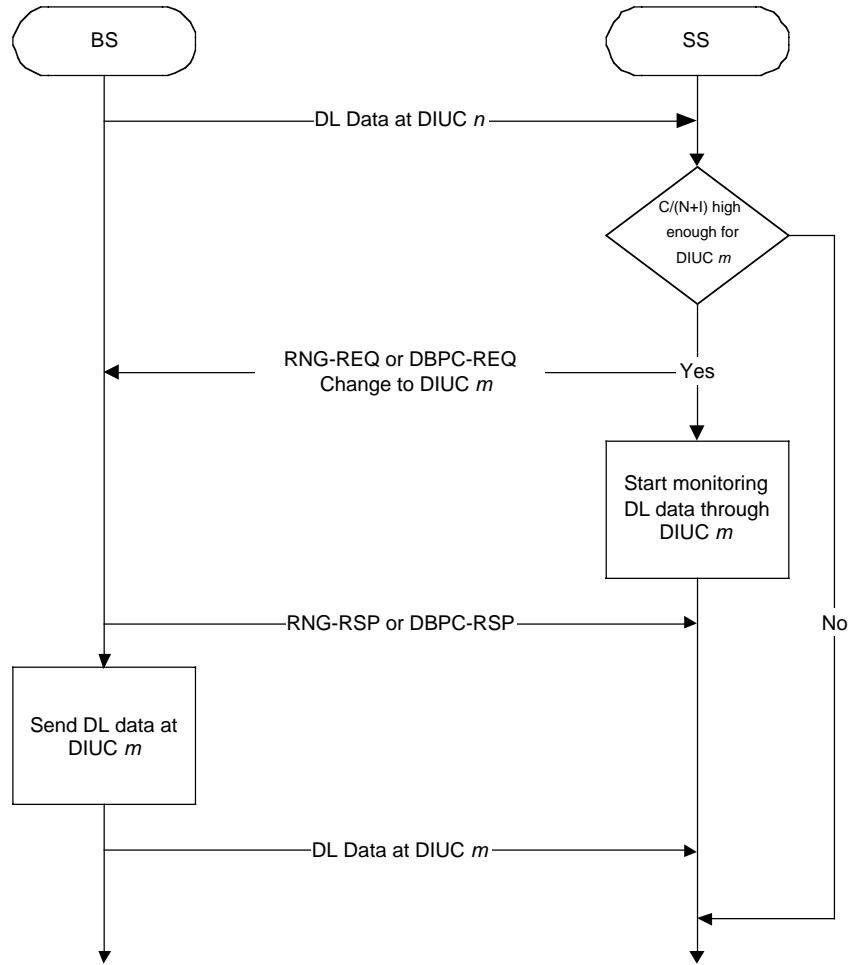 BS
SS
DL Data at DIUC n
C/(N+I) high
enough for
DIUC m
RNG-REQ or DBPC-REQ
Change to DIUC m
Yes
Start monitoring
DL data through
DIUC m
RNG-RSP or DBPC-RSP
No
Send DL data at
DIUC m
DL Data at DIUC m